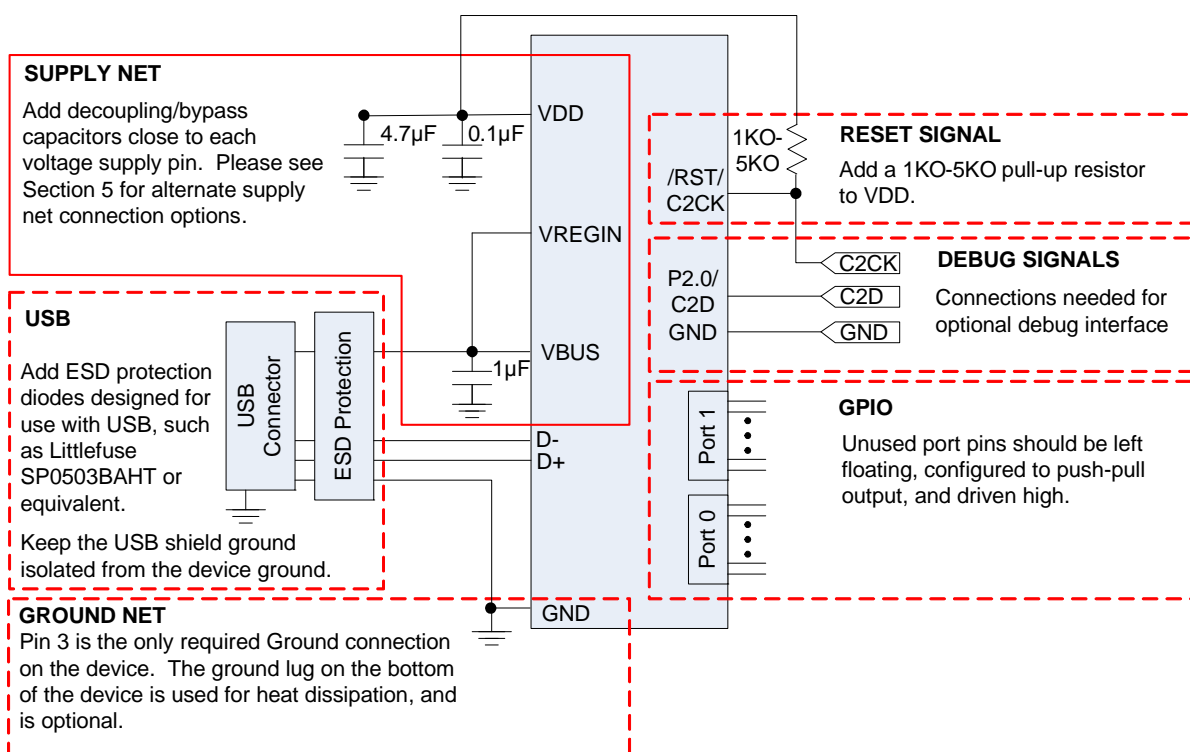 SUPPLY NET
Add decoupling/bypass
capacitors close to each
voltage supply pin.  Please see
Section 5 for alternate supply
net connection options.
4.7µF
0.1µF
VDD
VREGIN
VBUS
1µF
USB
Add ESD protection
diodes designed for
use with USB, such
as Littlefuse
SP0503BAHT or
equivalent.
Keep the USB shield ground
isolated from the device ground.
USB
Connector
ESD Protection
D-
D+
GROUND NET
Pin 3 is the only required Ground connection
on the device.  The ground lug on the bottom
of the device is used for heat dissipation, and
is optional.
GND
1KO-
5KO
/RST/
C2CK
RESET SIGNAL
Add a 1KO-5KO pull-up resistor
to VDD.
P2.0/
C2D
GND
C2CK
C2D
GND
DEBUG SIGNALS
Connections needed for
optional debug interface
Port 1
Port 0
GPIO
Unused port pins should be left
floating, configured to push-pull
output, and driven high.